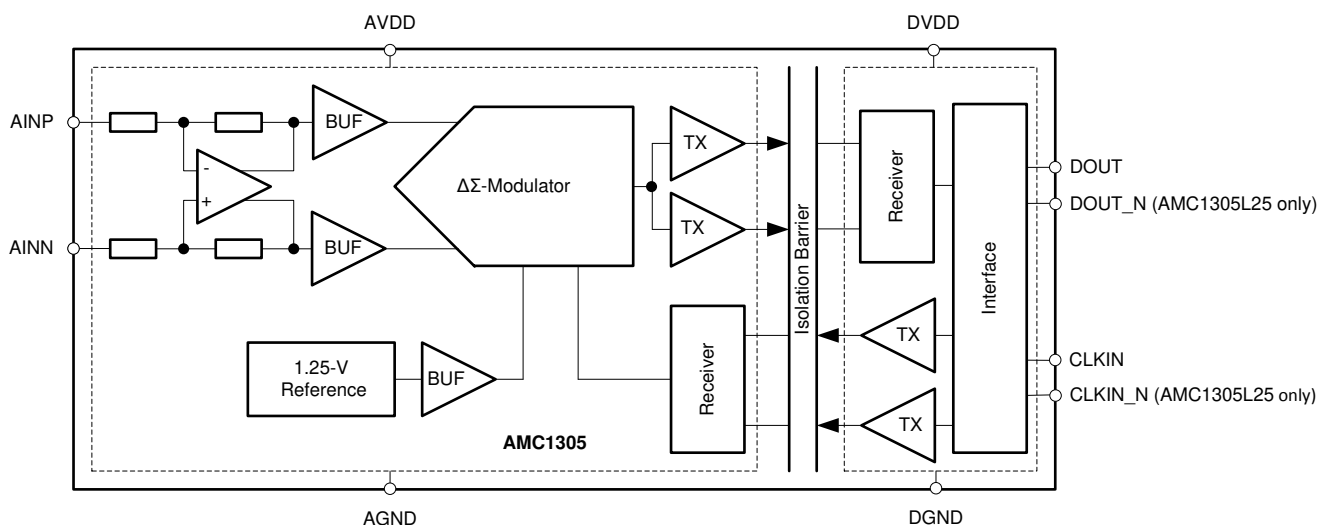 AVDD
DVDD
AINP
BUF
TX
-
ΔΣ-Modulator
+
TX
AINN
BUF
Isolation Barrier
Receiver
Interface
DOUT
DOUT_N (AMC1305L25 only)
1.25-V
Reference
BUF
Receiver
TX
TX
CLKIN
CLKIN_N (AMC1305L25 only)
AMC1305
AGND
DGND